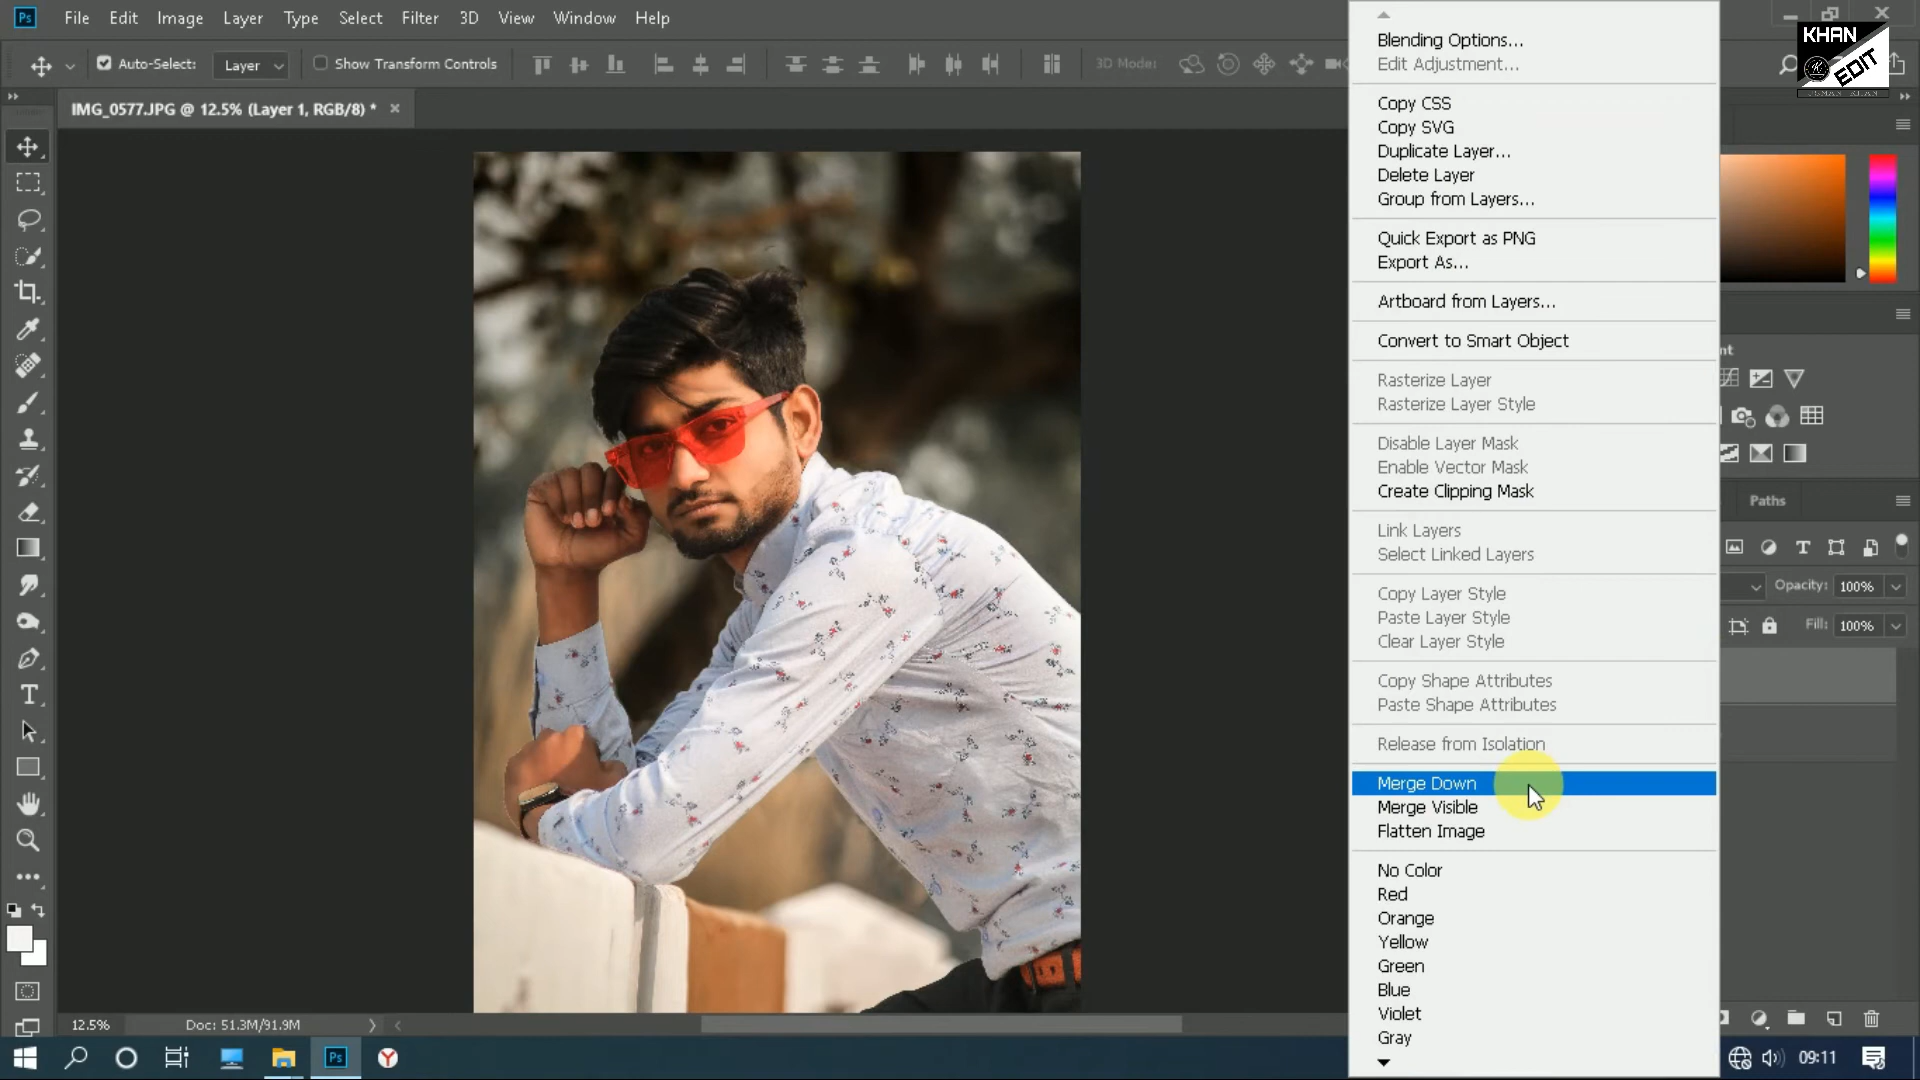 Ps File Edit Image Layer Type Select Filter 3D View Window Help
Auto-Select: Layer Show Transform Controls 3D Mode:
KHAN
EDIT
USMAN KHAN
IMG_0577.JPG @ 12.5% (Layer 1, RGB/8) *
Blending Options...
Edit Adjustment...
Copy CSS
Copy SVG
Duplicate Layer...
Delete Layer
Group from Layers...
Quick Export as PNG
Export As...
Artboard from Layers...
Convert to Smart Object
Rasterize Layer
Rasterize Layer Style
Disable Layer Mask
Enable Vector Mask
Create Clipping Mask
Link Layers
Select Linked Layers
Copy Layer Style
Paste Layer Style
Clear Layer Style
Copy Shape Attributes
Paste Shape Attributes
Release from Isolation
Merge Down
Merge Visible
Flatten Image
No Color
Red
Orange
Yellow
Green
Blue
Violet
Gray
nt
Paths
Opacity: 100%
Fill: 100%
12.5% Doc: 51.3M/91.9M
Ps
09:11